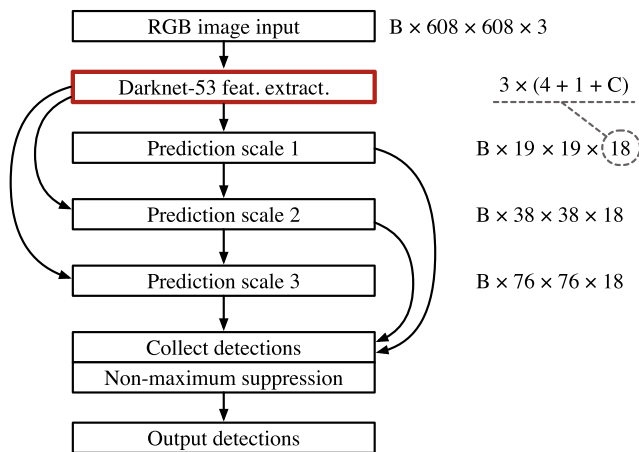 RGB image input B × 608 × 608 × 3
Darknet-53 feat. extract.
3 × (4 + 1 + C)
Prediction scale 1 B × 19 × 19 × 18
Prediction scale 2 B × 38 × 38 × 18
Prediction scale 3 B × 76 × 76 × 18
Collect detections
Non-maximum suppression
Output detections